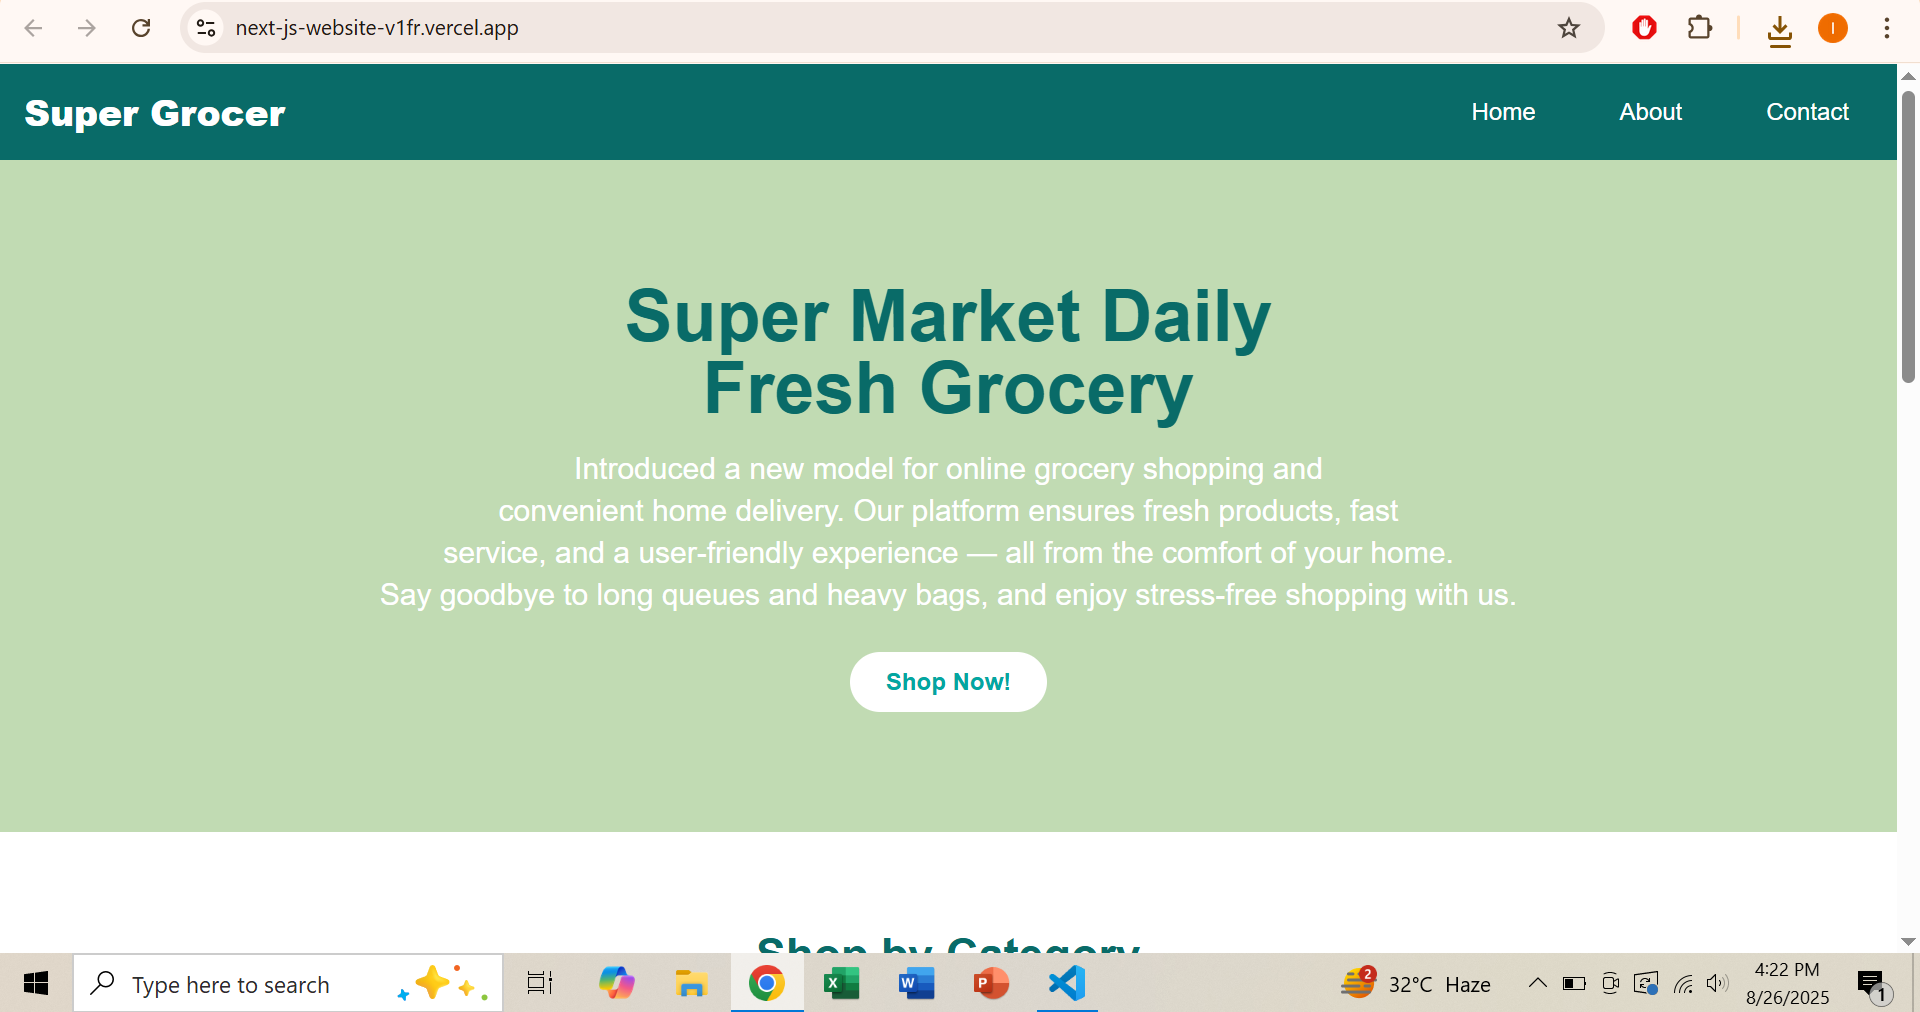 next-js-website-v1fr.vercel.app
I
Super Grocer
Home
About
Contact
Super Market Daily
Fresh Grocery
Introduced a new model for online grocery shopping and
convenient home delivery. Our platform ensures fresh products, fast
service, and a user-friendly experience — all from the comfort of your home.
Say goodbye to long queues and heavy bags, and enjoy stress-free shopping with us.
Shop Now!
Shop by Category
Type here to search
X
W
P
2
32°C Haze
4:22 PM
8/26/2025
1